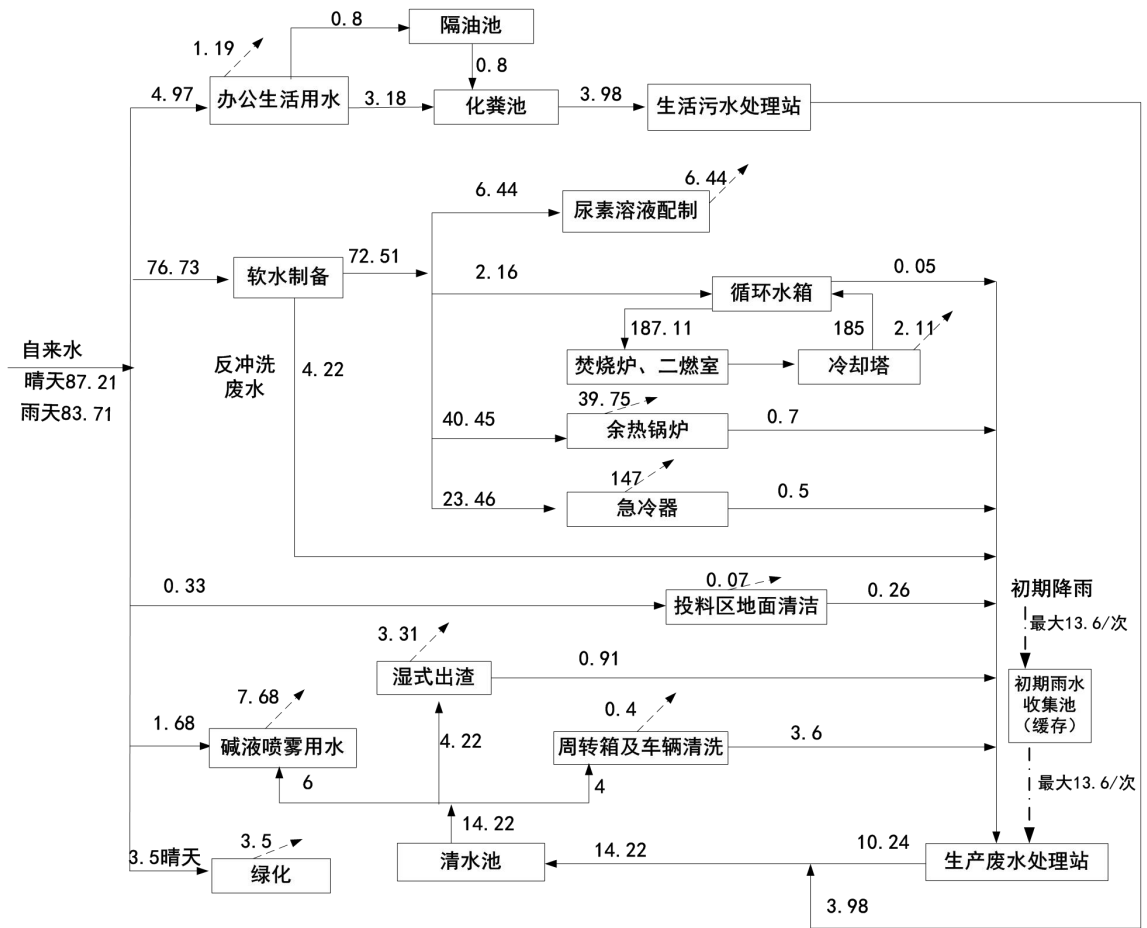 0.8
隔油池
1.19
0.8
4.97
办公生活用水
3.18
化粪池
3.98
生活污水处理站
6.44
6.44
尿素溶液配制
76.73
软水制备
72.51
2.16
循环水箱
0.05
187.11
185
2.11
自来水
晴天87.21
雨天83.71
反冲洗
废水
4.22
焚烧炉、二燃室
冷却塔
39.75
40.45
余热锅炉
0.7
147
23.46
急冷器
0.5
0.33
0.07
投料区地面清洁
0.26
初期降雨
最大13.6/次
3.31
湿式出渣
0.91
初期雨水
收集池
（缓存）
7.68
0.4
1.68
碱液喷雾用水
4.22
周转箱及车辆清洗
3.6
6
4
最大13.6/次
14.22
3.5晴天
3.5
绿化
清水池
14.22
10.24
生产废水处理站
3.98